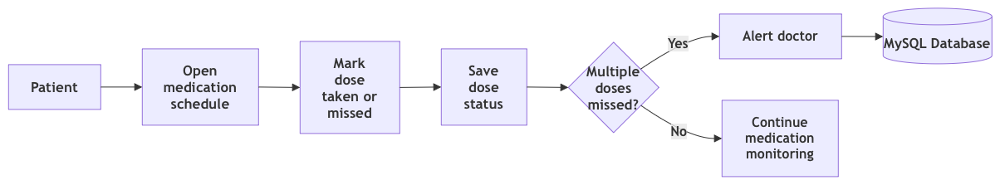 Patient
Open
medication
schedule
Mark
dose
taken or
missed
Save
dose
status
Multiple
doses
missed?
Yes
Alert doctor
MySQL Database
No
Continue
medication
monitoring